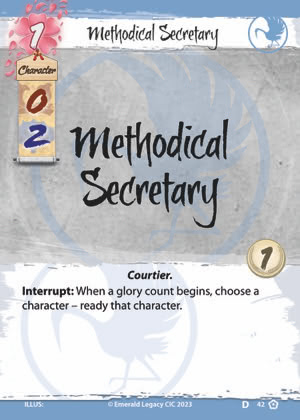 1
Methodical Secretary
Character
0
2
Methodical
Secretary
1
Courtier.
Interrupt: When a glory count begins, choose a
character – ready that character.
ILLUS:
© Emerald Legacy CIC 2023
D 42